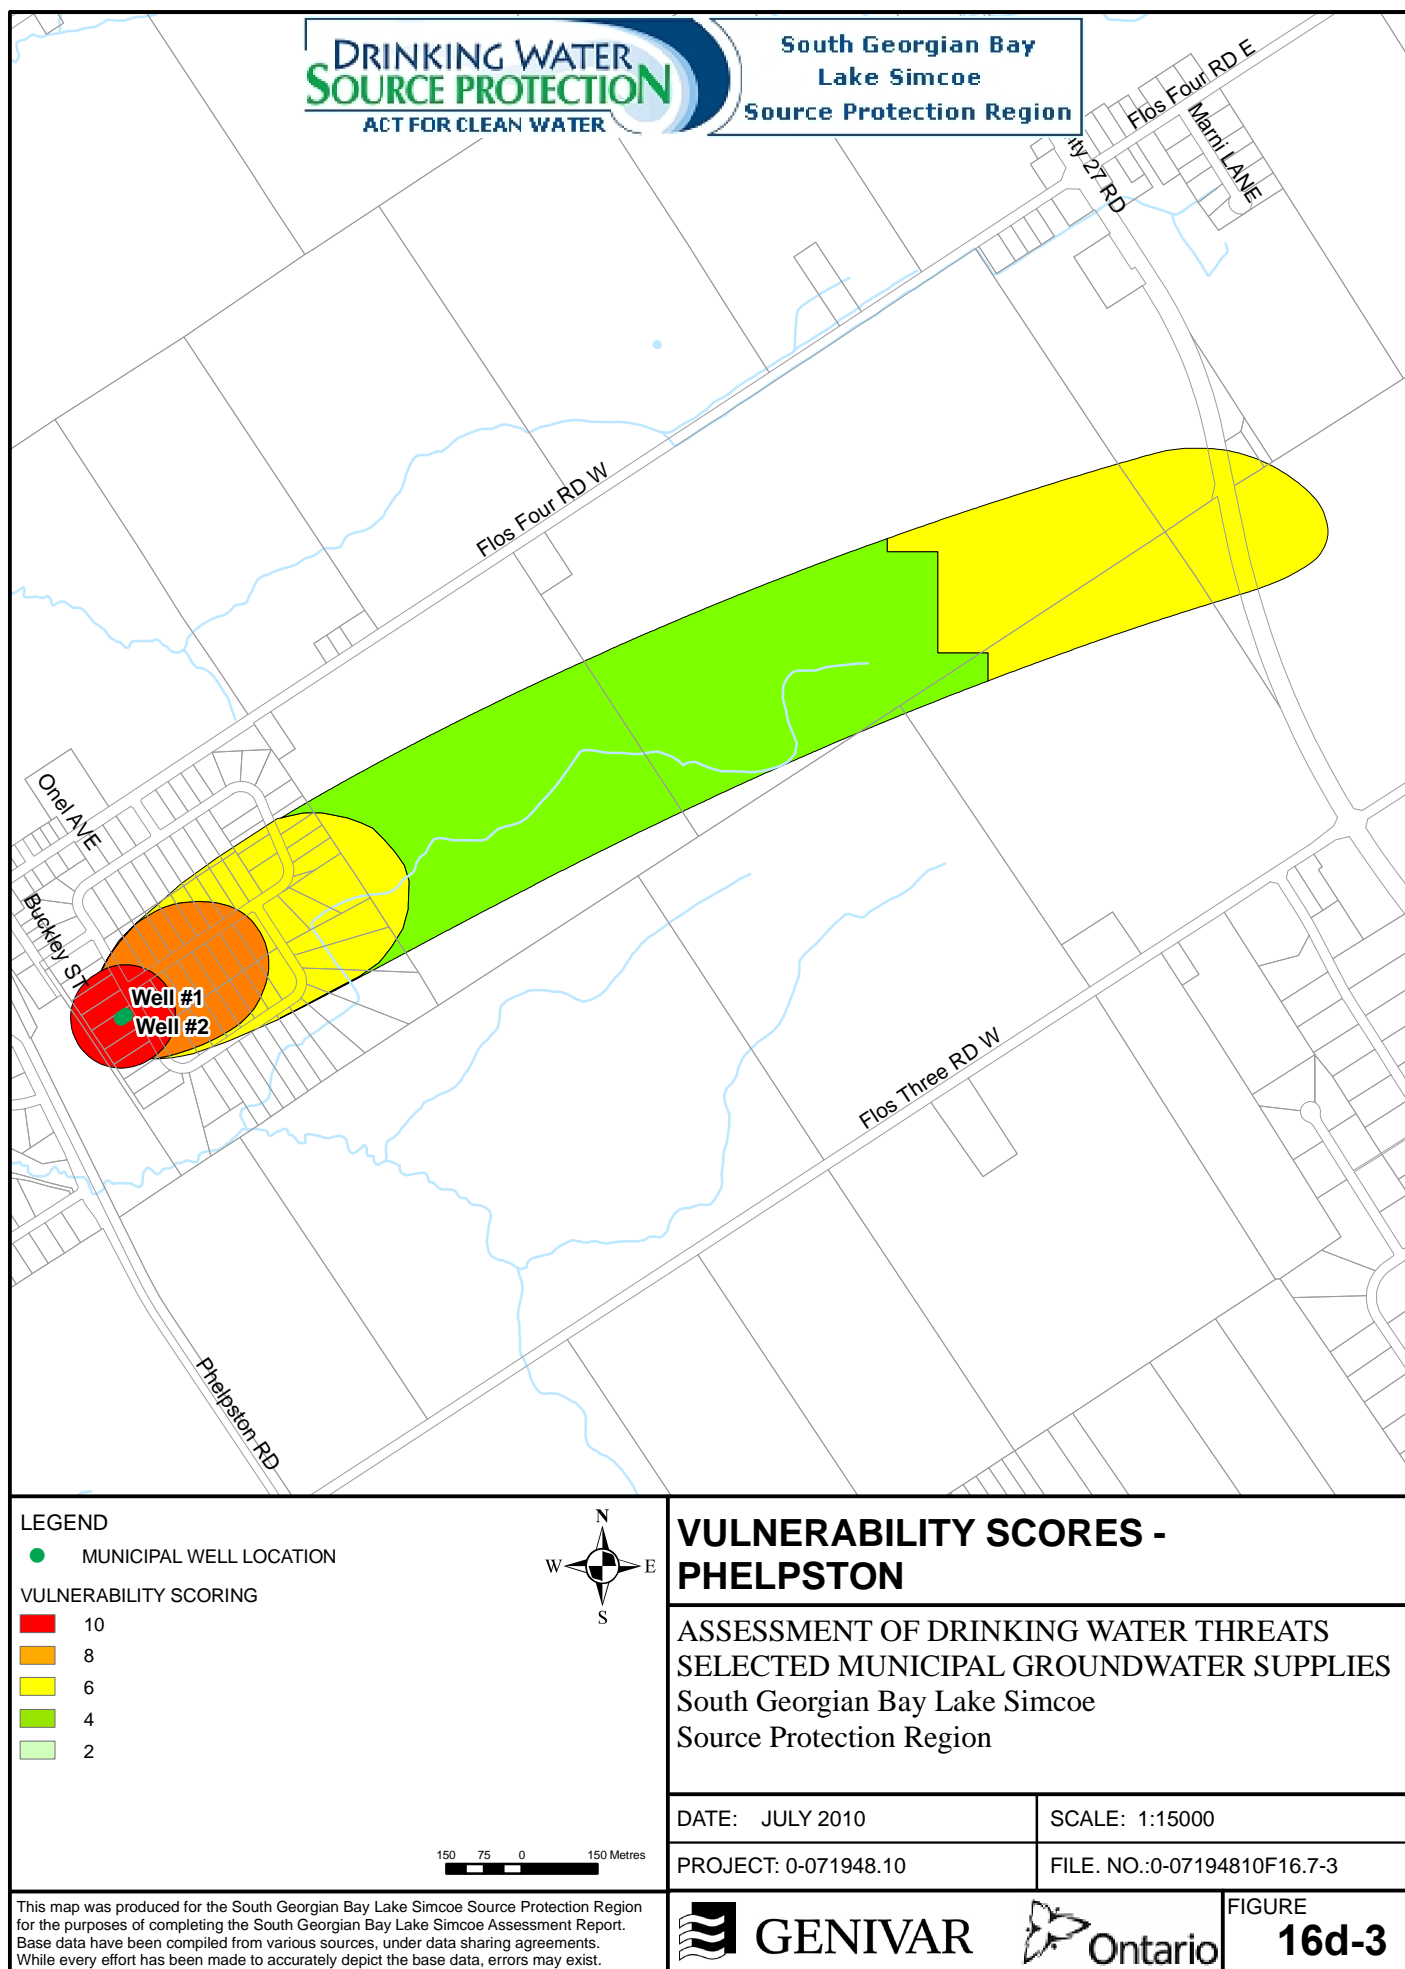 DRINKING WATER
SOURCE PROTECTION
ACT FOR CLEAN WATER
South Georgian Bay
Lake Simcoe
Source Protection Region
Flos Four RD E
Marni LANE
27 RD
Flos Four RD W
Onel AVE
Buckley ST
Well #1
Well #2
Flos Three RD W
Phelpston RD
LEGEND
MUNICIPAL WELL LOCATION
VULNERABILITY SCORING
10
8
6
4
2
N
W E
S
150 75 0 150 Metres
VULNERABILITY SCORES -
PHELPSTON
ASSESSMENT OF DRINKING WATER THREATS
SELECTED MUNICIPAL GROUNDWATER SUPPLIES
South Georgian Bay Lake Simcoe
Source Protection Region
DATE: JULY 2010
SCALE: 1:15000
PROJECT: 0-071948.10
FILE. NO.:0-07194810F16.7-3
This map was produced for the South Georgian Bay Lake Simcoe Source Protection Region
for the purposes of completing the South Georgian Bay Lake Simcoe Assessment Report.
Base data have been compiled from various sources, under data sharing agreements.
While every effort has been made to accurately depict the base data, errors may exist.
GENIVAR
Ontario
FIGURE
16d-3